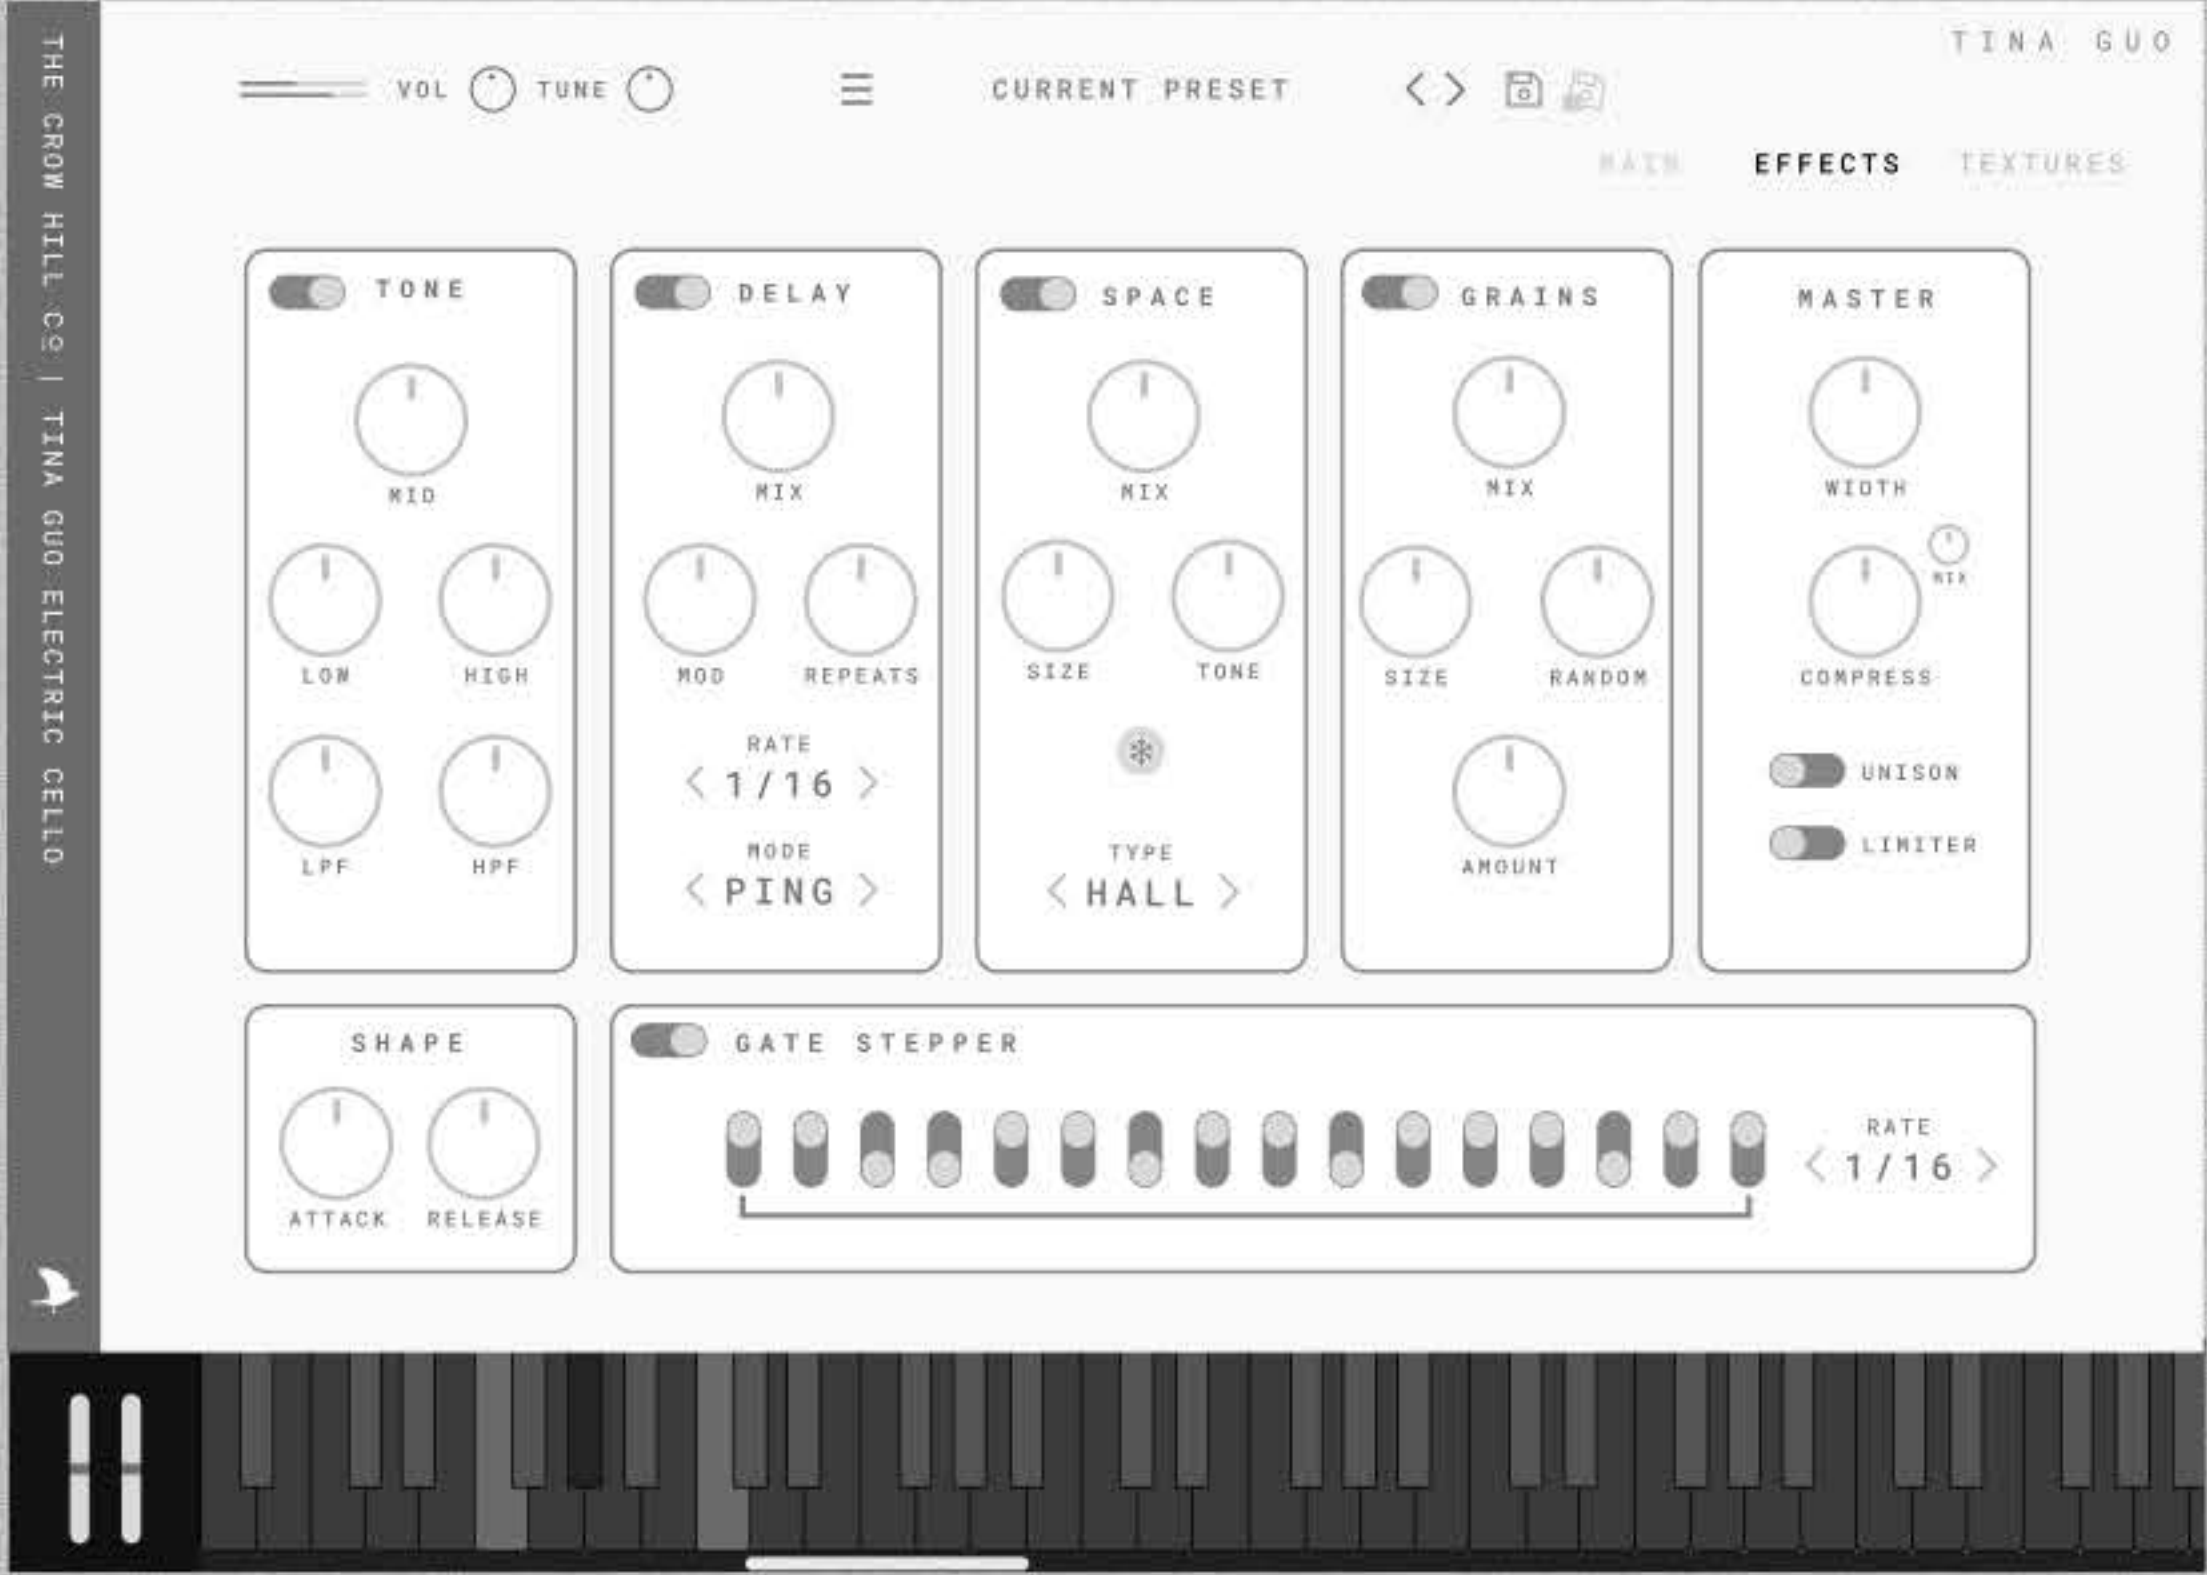 THE CROW HILL CO | TINA GUO ELECTRIC CELLO
TINA GUO
VOL TUNE CURRENT PRESET
MAIN EFFECTS TEXTURES
TONE
MID
LOW HIGH
LPF HPF
DELAY
MIX
MOD REPEATS
RATE
< 1/16 >
MODE
< PING >
SPACE
MIX
SIZE TONE
TYPE
< HALL >
GRAINS
MIX
SIZE RANDOM
AMOUNT
MASTER
WIDTH
MIX
COMPRESS
UNISON
LIMITER
SHAPE
ATTACK RELEASE
GATE STEPPER
RATE
< 1/16 >